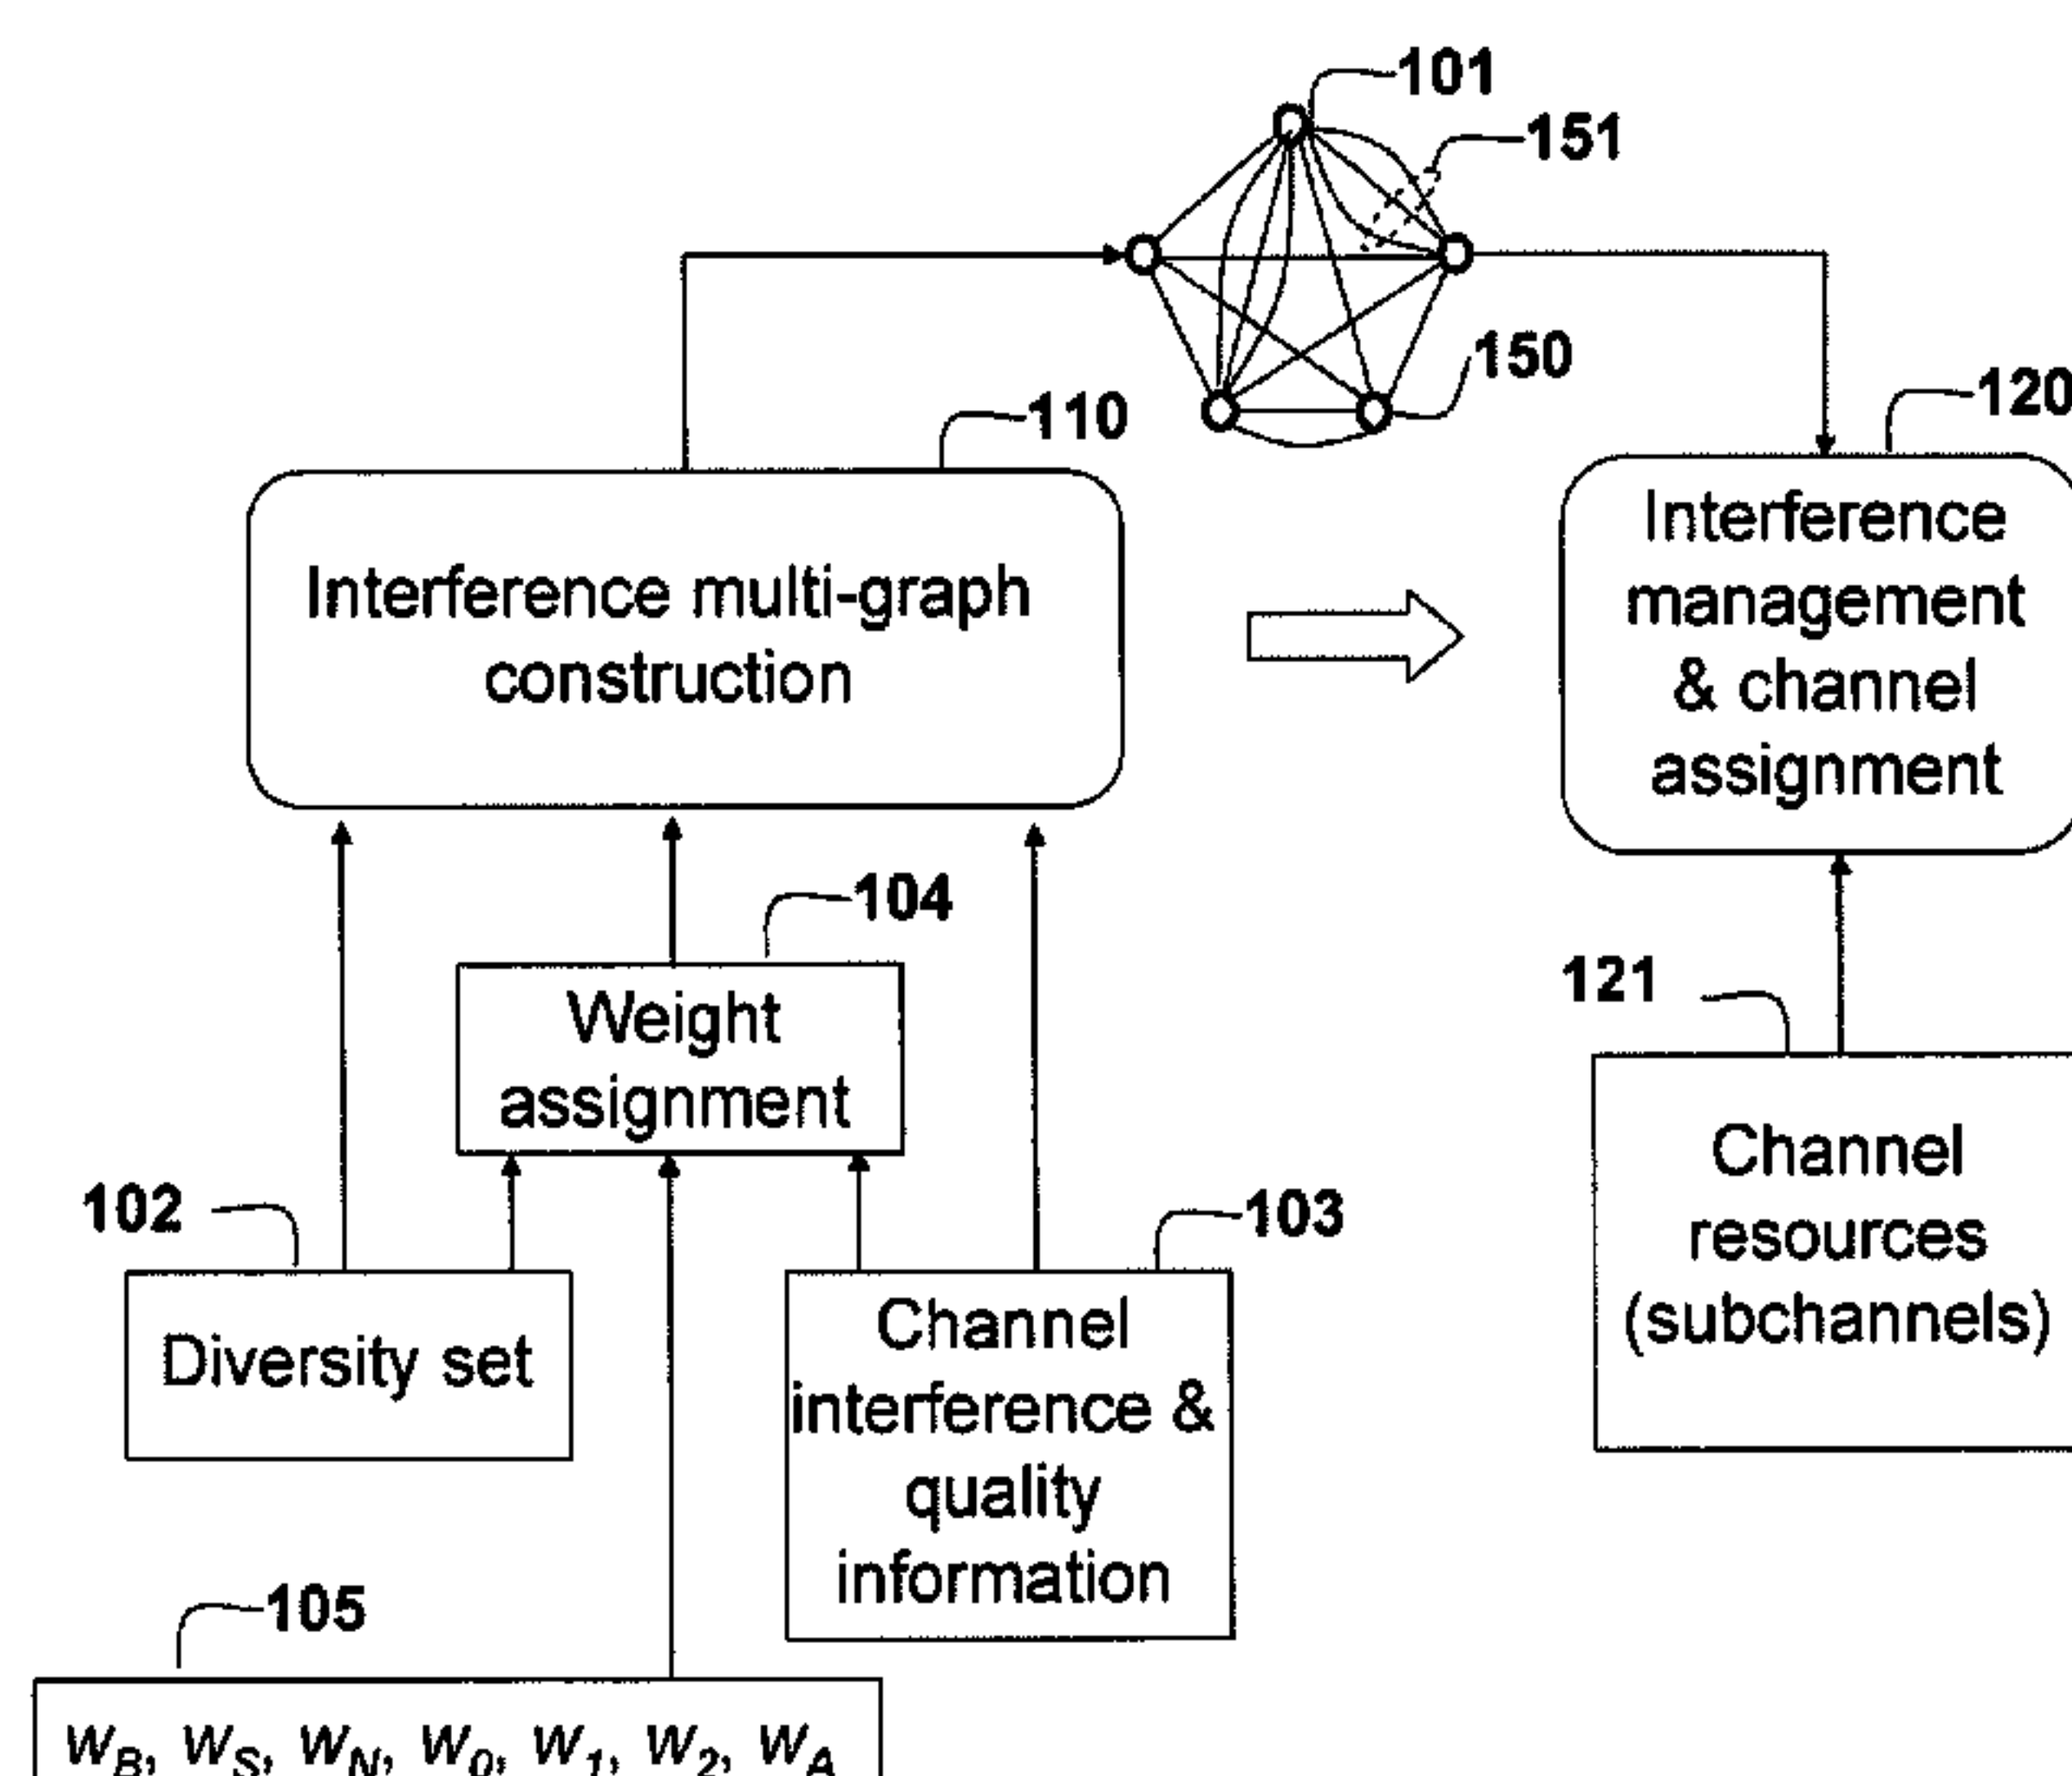 101
151
150
110
120
Interference multi-graph
construction
Interference
management
& channel
assignment
104
Weight
assignment
121
Channel
resources
(subchannels)
102
Diversity set
103
Channel
interference &
quality
information
105
W_B, W_S, W_N, W_0, W_1, W_2, W_A